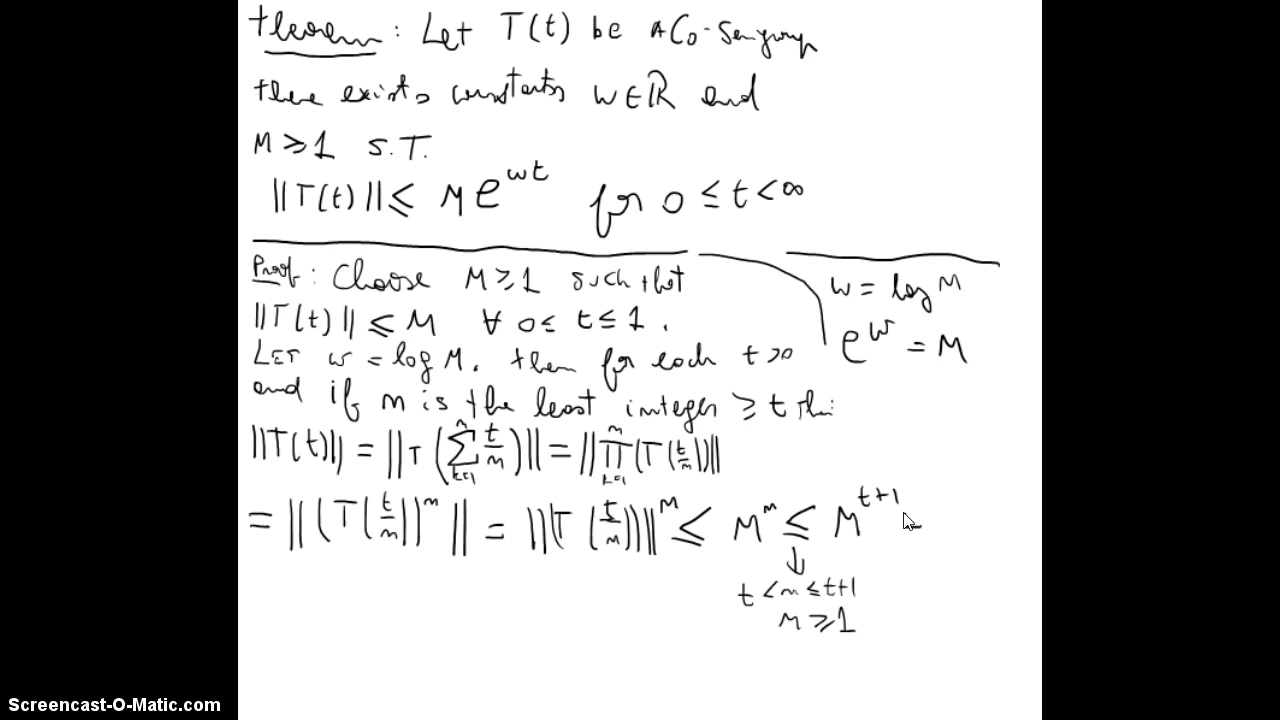 theorem: Let T(t) be A C₀-Semigroup
there exists constants w∈ℝ and
M ≥ 1 S.T.
||T(t)|| ≤ M e^{wt} for 0 ≤ t < ∞
Proof: Choose M ≥ 1 such that
||T(t)|| ≤ M ∀ 0 ≤ t ≤ 1.
LET w = log M. then for each t>0
and if n is the least integer ≥ t then
||T(t)|| = ||T(∑_{k=1}^{n} t/n)|| = ||∏_{k=1}^{n} (T(t/n))||
= ||(T(t/n))^n|| = ||(T(t/n))||^n ≤ M^n ≤ M^{t+1}
↓
t < n ≤ t+1
M ≥ 1
w = log M
e^w = M
Screencast-O-Matic.com